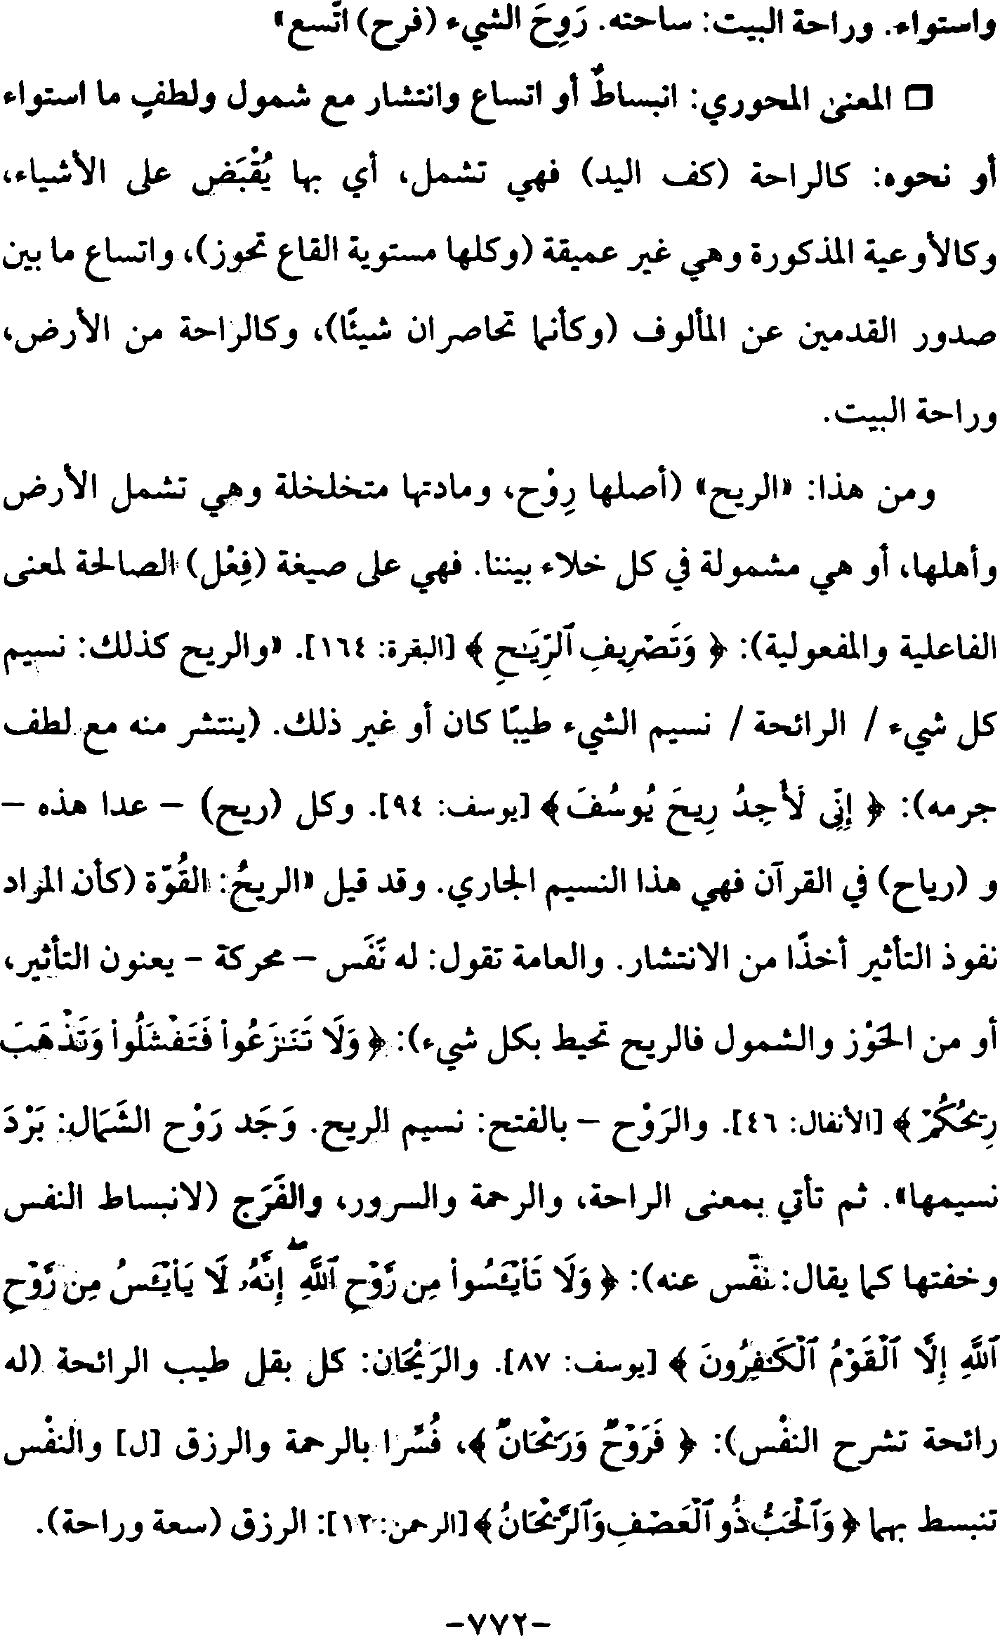 واستواء. وراحة البيت: ساحته. رَوِحَ الشيء (فرح) اتّسع»
□ المعنى المحوري: انبساطٌ أو اتساع وانتشار مع شمول ولطفٍ ما استواء
أو نحوه: كالراحة (كف اليد) فهي تشمل، أي بها يُقْبَض على الأشياء،
وكالأوعية المذكورة وهي غير عميقة (وكلها مستوية القاع تحوز)، واتساع ما بين
صدور القدمين عن المألوف (وكأنما تحاصران شيئًا)، وكالراحة من الأرض،
وراحة البيت.
ومن هذا: «الريح» (أصلها رِوْح، ومادتها متخلخلة وهي تشمل الأرض
وأهلها، أو هي مشمولة في كل خلاء بيننا. فهي على صيغة (فِعْل) الصالحة لمعنى
الفاعلية والمفعولية): ﴿ وَتَصْرِيفِ ٱلرِّيَـٰحِ ﴾ [البقرة: ١٦٤]. «والريح كذلك: نسيم
كل شيء / الرائحة / نسيم الشيء طيبًا كان أو غير ذلك. (ينتشر منه مع لطف
جرمه): ﴿ إِنِّى لَأَجِدُ رِيحَ يُوسُفَ ﴾ [يوسف: ٩٤]. وكل (ريح) – عدا هذه –
و (رياح) في القرآن فهي هذا النسيم الجاري. وقد قيل «الريحُ: القُوّة (كأن المراد
نفوذ التأثير أخذًا من الانتشار. والعامة تقول: له نَفَس – محركة - يعنون التأثير،
أو من الحَوْز والشمول فالريح تحيط بكل شيء): ﴿ وَلَا تَنَـٰزَعُوا۟ فَتَفْشَلُوا۟ وَتَذْهَبَ
رِيحُكُمْ ﴾ [الأنفال: ٤٦]. والرَوْح – بالفتح: نسيم الريح. وَجَد رَوْح الشَمَال: بَرْدَ
نسيمها». ثم تأتي بمعنى الراحة، والرحمة والسرور، والفَرَج (لانبساط النفس
وخفتها كما يقال: نفّس عنه): ﴿ وَلَا تَا۟يْـَٔسُوا۟ مِن رَّوْحِ ٱللَّهِ ۖ إِنَّهُۥ لَا يَا۟يْـَٔسُ مِن رَّوْحِ
ٱللَّهِ إِلَّا ٱلْقَوْمُ ٱلْكَـٰفِرُونَ ﴾ [يوسف: ٨٧]. والرَيْحَان: كل بقل طيب الرائحة (له
رائحة تشرح النفْس): ﴿ فَرَوْحٌ وَرَيْحَانٌ ﴾، فُسِّرا بالرحمة والرزق [ل] والنفْس
تنبسط بهما ﴿ وَٱلْحَبُّ ذُو ٱلْعَصْفِ وَٱلرَّيْحَانُ ﴾ [الرحمن: ١٢]: الرزق (سعة وراحة).
-٧٧٢-